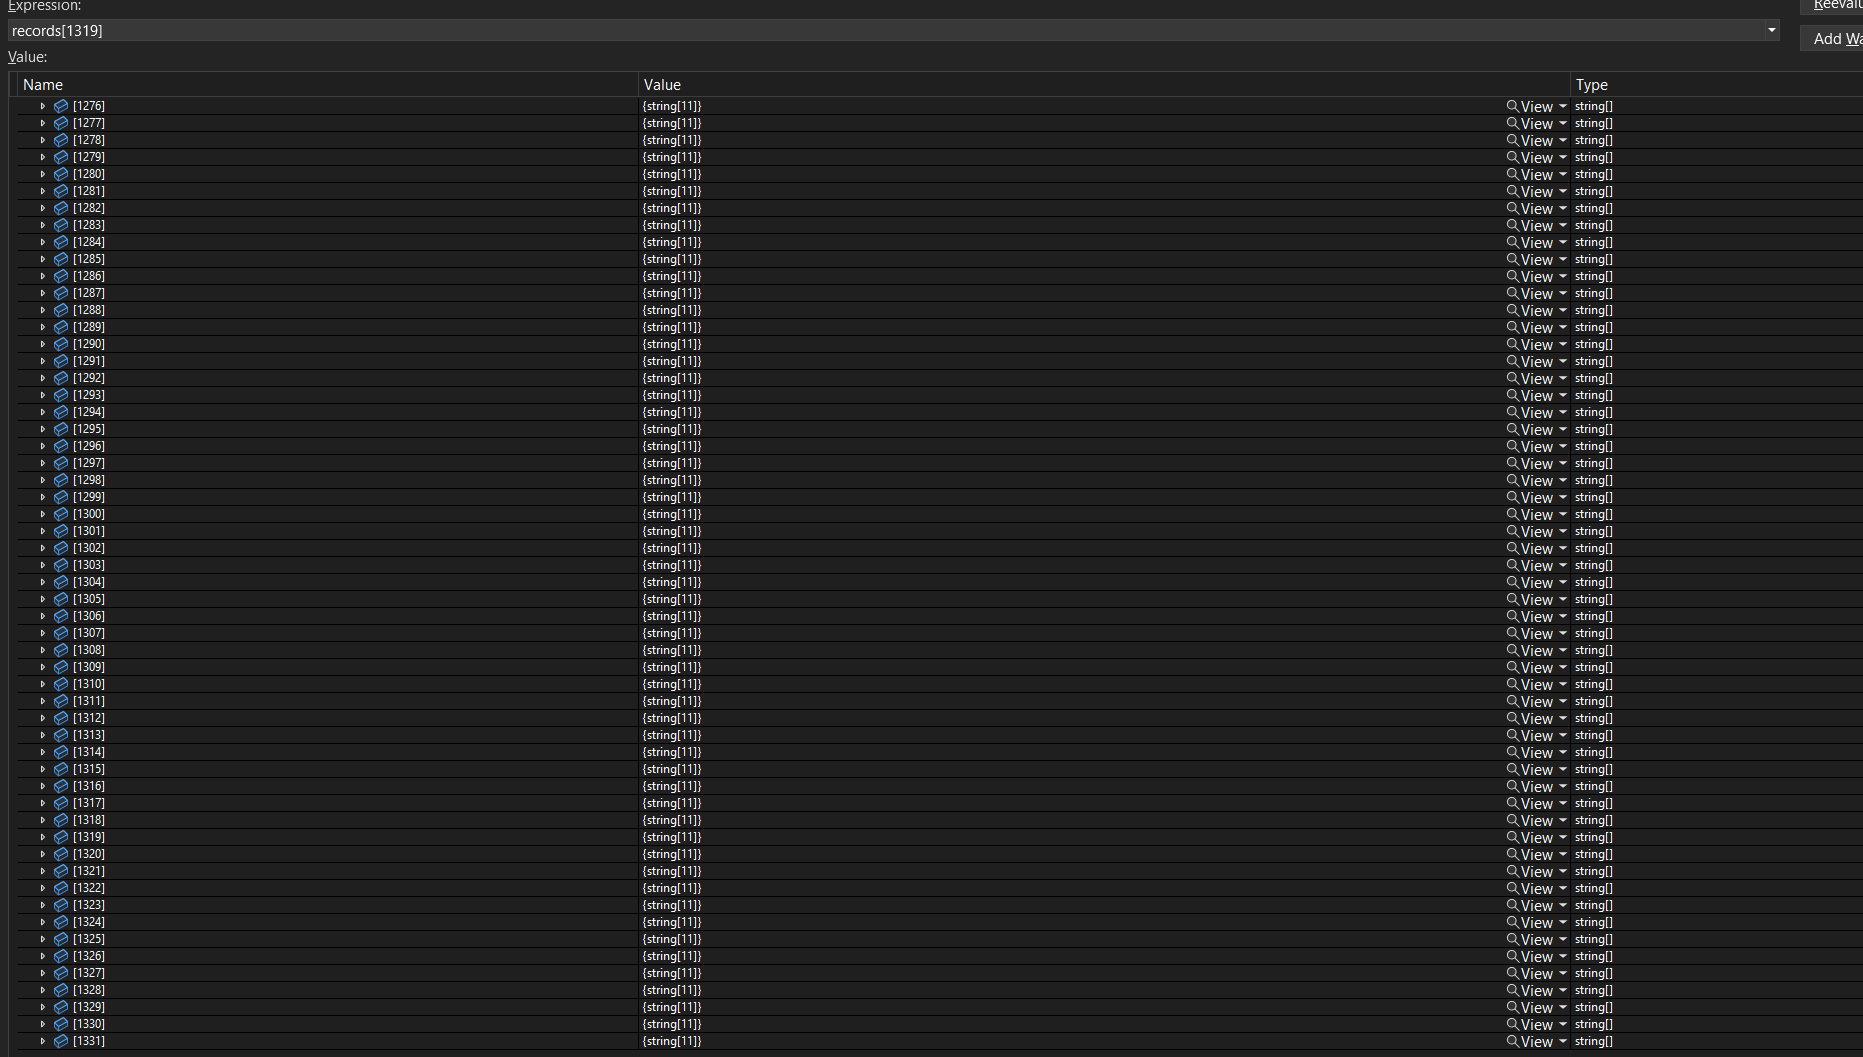 Expression:
Reevalu
records[1319]
Add Wa
Value:
Name Value Type
[1276] {string[11]} View string[]
[1277] {string[11]} View string[]
[1278] {string[11]} View string[]
[1279] {string[11]} View string[]
[1280] {string[11]} View string[]
[1281] {string[11]} View string[]
[1282] {string[11]} View string[]
[1283] {string[11]} View string[]
[1284] {string[11]} View string[]
[1285] {string[11]} View string[]
[1286] {string[11]} View string[]
[1287] {string[11]} View string[]
[1288] {string[11]} View string[]
[1289] {string[11]} View string[]
[1290] {string[11]} View string[]
[1291] {string[11]} View string[]
[1292] {string[11]} View string[]
[1293] {string[11]} View string[]
[1294] {string[11]} View string[]
[1295] {string[11]} View string[]
[1296] {string[11]} View string[]
[1297] {string[11]} View string[]
[1298] {string[11]} View string[]
[1299] {string[11]} View string[]
[1300] {string[11]} View string[]
[1301] {string[11]} View string[]
[1302] {string[11]} View string[]
[1303] {string[11]} View string[]
[1304] {string[11]} View string[]
[1305] {string[11]} View string[]
[1306] {string[11]} View string[]
[1307] {string[11]} View string[]
[1308] {string[11]} View string[]
[1309] {string[11]} View string[]
[1310] {string[11]} View string[]
[1311] {string[11]} View string[]
[1312] {string[11]} View string[]
[1313] {string[11]} View string[]
[1314] {string[11]} View string[]
[1315] {string[11]} View string[]
[1316] {string[11]} View string[]
[1317] {string[11]} View string[]
[1318] {string[11]} View string[]
[1319] {string[11]} View string[]
[1320] {string[11]} View string[]
[1321] {string[11]} View string[]
[1322] {string[11]} View string[]
[1323] {string[11]} View string[]
[1324] {string[11]} View string[]
[1325] {string[11]} View string[]
[1326] {string[11]} View string[]
[1327] {string[11]} View string[]
[1328] {string[11]} View string[]
[1329] {string[11]} View string[]
[1330] {string[11]} View string[]
[1331] {string[11]} View string[]